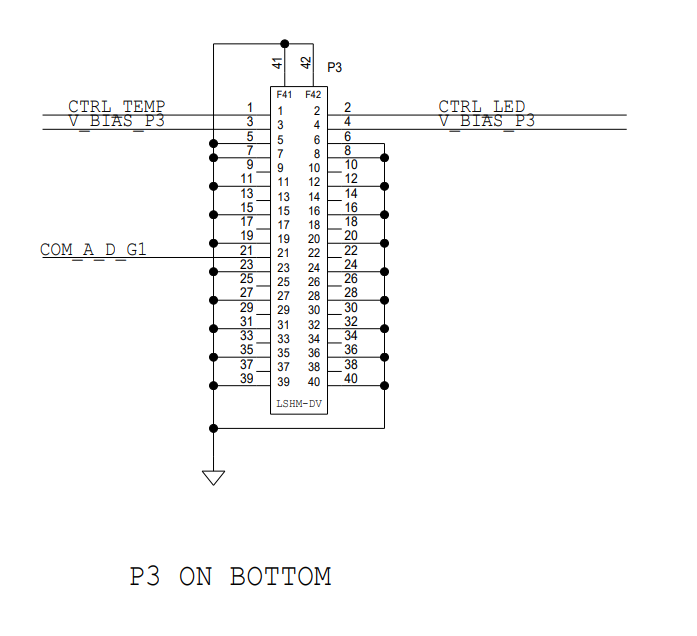 41 42 P3
F41 F42
CTRL_TEMP 1 1 2 2 CTRL_LED
V_BIAS_P3 3 3 4 4 V_BIAS_P3
5 5 6 6
7 7 8 8
9 9 10 10
11 11 12 12
13 13 14 14
15 15 16 16
17 17 18 18
19 19 20 20
COM_A_D_G1 21 21 22 22
23 23 24 24
25 25 26 26
27 27 28 28
29 29 30 30
31 31 32 32
33 33 34 34
35 35 36 36
37 37 38 38
39 39 40 40
LSHM-DV
P3 ON BOTTOM